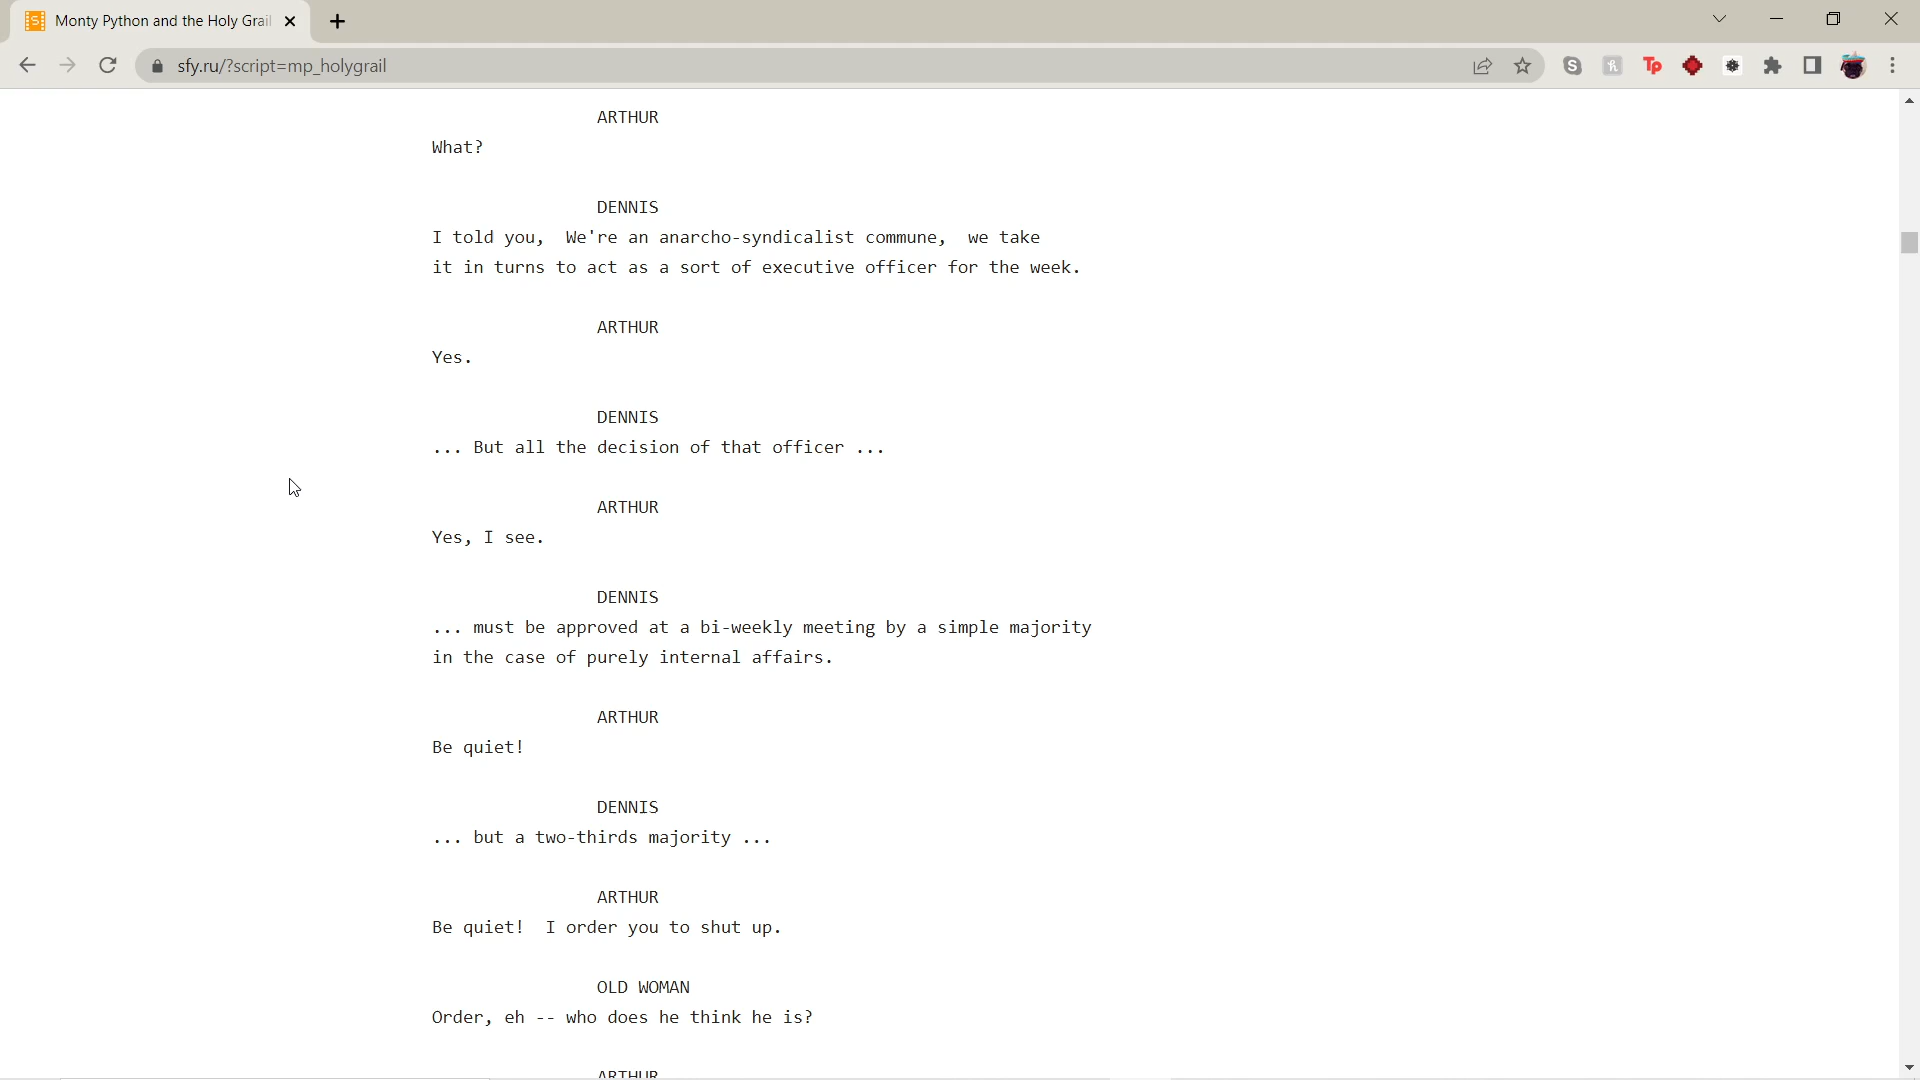 Monty Python and the Holy Grail
sfy.ru/?script=mp_holygrail
ARTHUR
What?
DENNIS
I told you,  We're an anarcho-syndicalist commune,  we take
it in turns to act as a sort of executive officer for the week.
ARTHUR
Yes.
DENNIS
... But all the decision of that officer ...
ARTHUR
Yes, I see.
DENNIS
... must be approved at a bi-weekly meeting by a simple majority
in the case of purely internal affairs.
ARTHUR
Be quiet!
DENNIS
... but a two-thirds majority ...
ARTHUR
Be quiet!  I order you to shut up.
OLD WOMAN
Order, eh -- who does he think he is?
ARTHUR